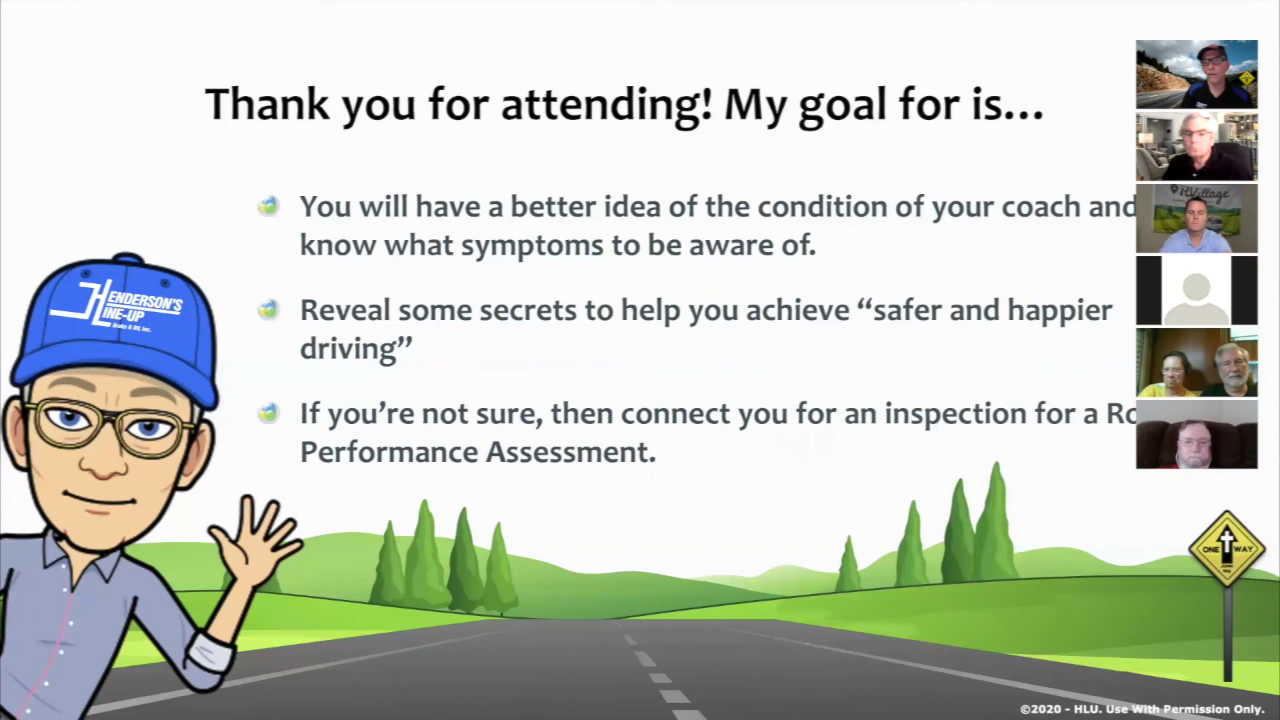 Thank you for attending! My goal for is…
You will have a better idea of the condition of your coach and
know what symptoms to be aware of.
Reveal some secrets to help you achieve “safer and happier
driving”
If you’re not sure, then connect you for an inspection for a
Performance Assessment.
HENDERSON'S
LINE-UP
Brake & RV, Inc.
RVillage
ONE WAY
©2020 - HLU. Use With Permission Only.